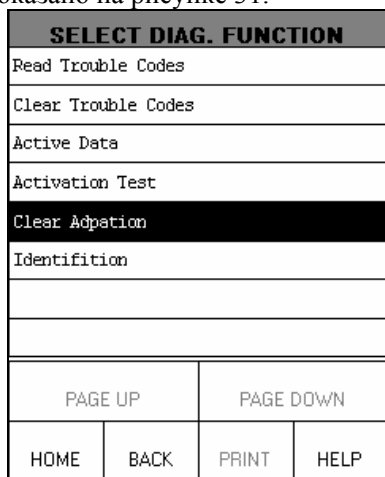 показано на рисунке 31.
SELECT DIAG. FUNCTION
Read Trouble Codes
Clear Trouble Codes
Active Data
Activation Test
Clear Adpation
Identifition
PAGE UP PAGE DOWN
HOME BACK PRINT HELP